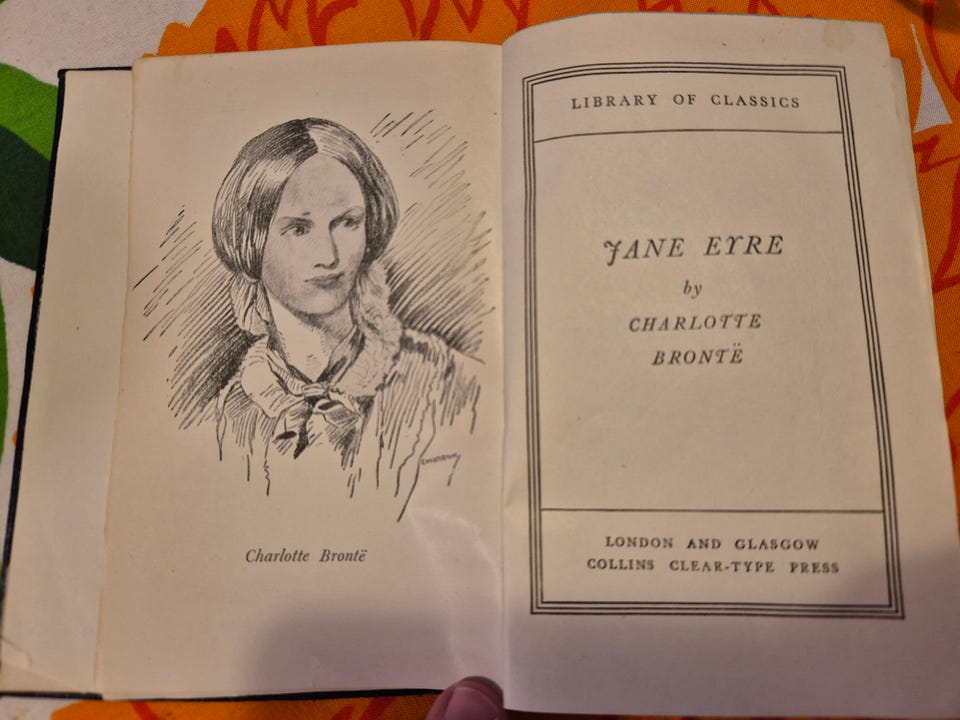 Charlotte Brontë
LIBRARY OF CLASSICS
JANE EYRE
by
CHARLOTTE
BRONTË
LONDON AND GLASGOW
COLLINS CLEAR-TYPE PRESS